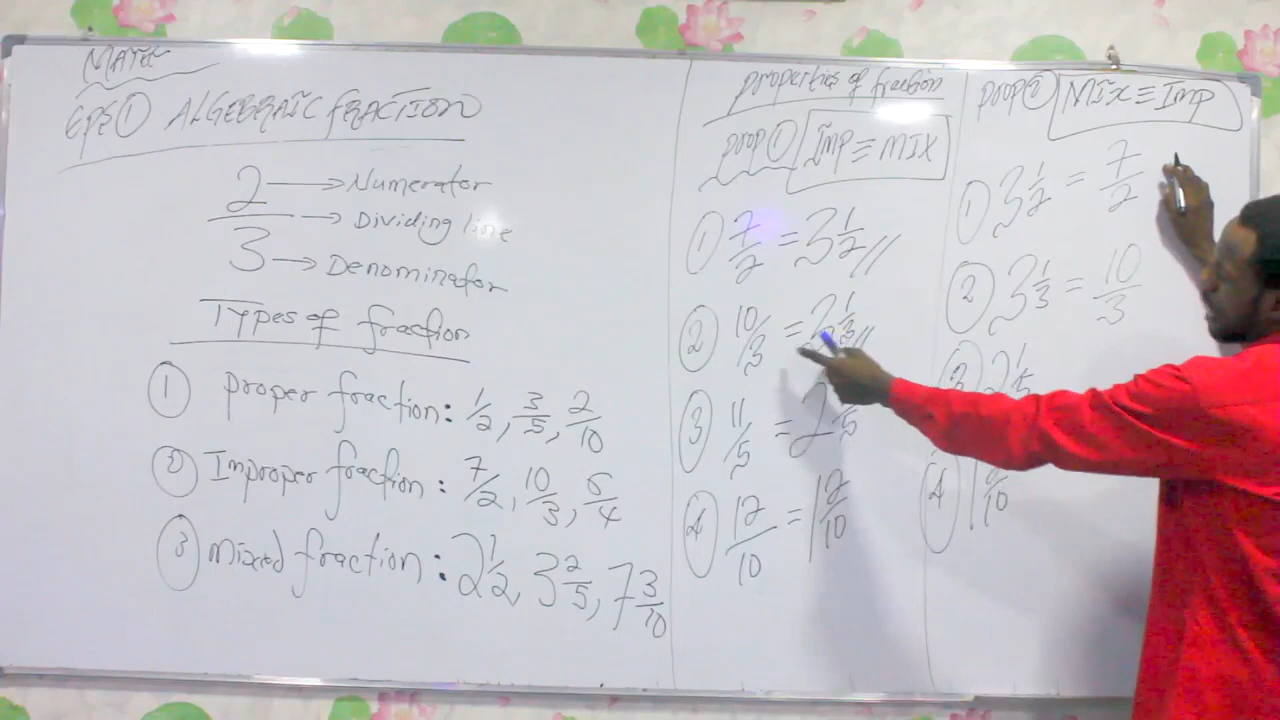 MATH
EPS① ALGEBRAIC FRACTION
2 → Numerator
→ Dividing line
3 → Denominator
Types of fraction
① proper fraction: 1/2, 3/5, 2/10
② Improper fraction: 7/2, 10/3, 5/4
③ mixed fraction: 2 1/2, 3 2/5, 7 3/10
properties of fraction
prop① IMP ≡ MIX
① 7/2 = 3 1/2 //
② 10/3 = 3 1/3 //
③ 11/5 = 2 1/5
④ 12/10 = 1 2/10
prop② MIX ≡ IMP
① 3 1/2 = 7/2
② 3 1/3 = 10/3
③ 2 1/5
④ 1 2/10